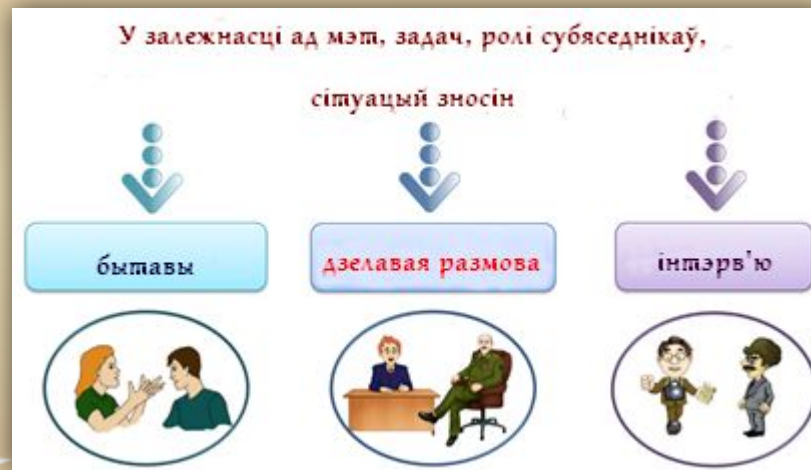 У залежнасці ад мэт, задач, ролі субяседнікаў,
сітуацый зносін
бытавы
дзелавая размова
інтэрв'ю